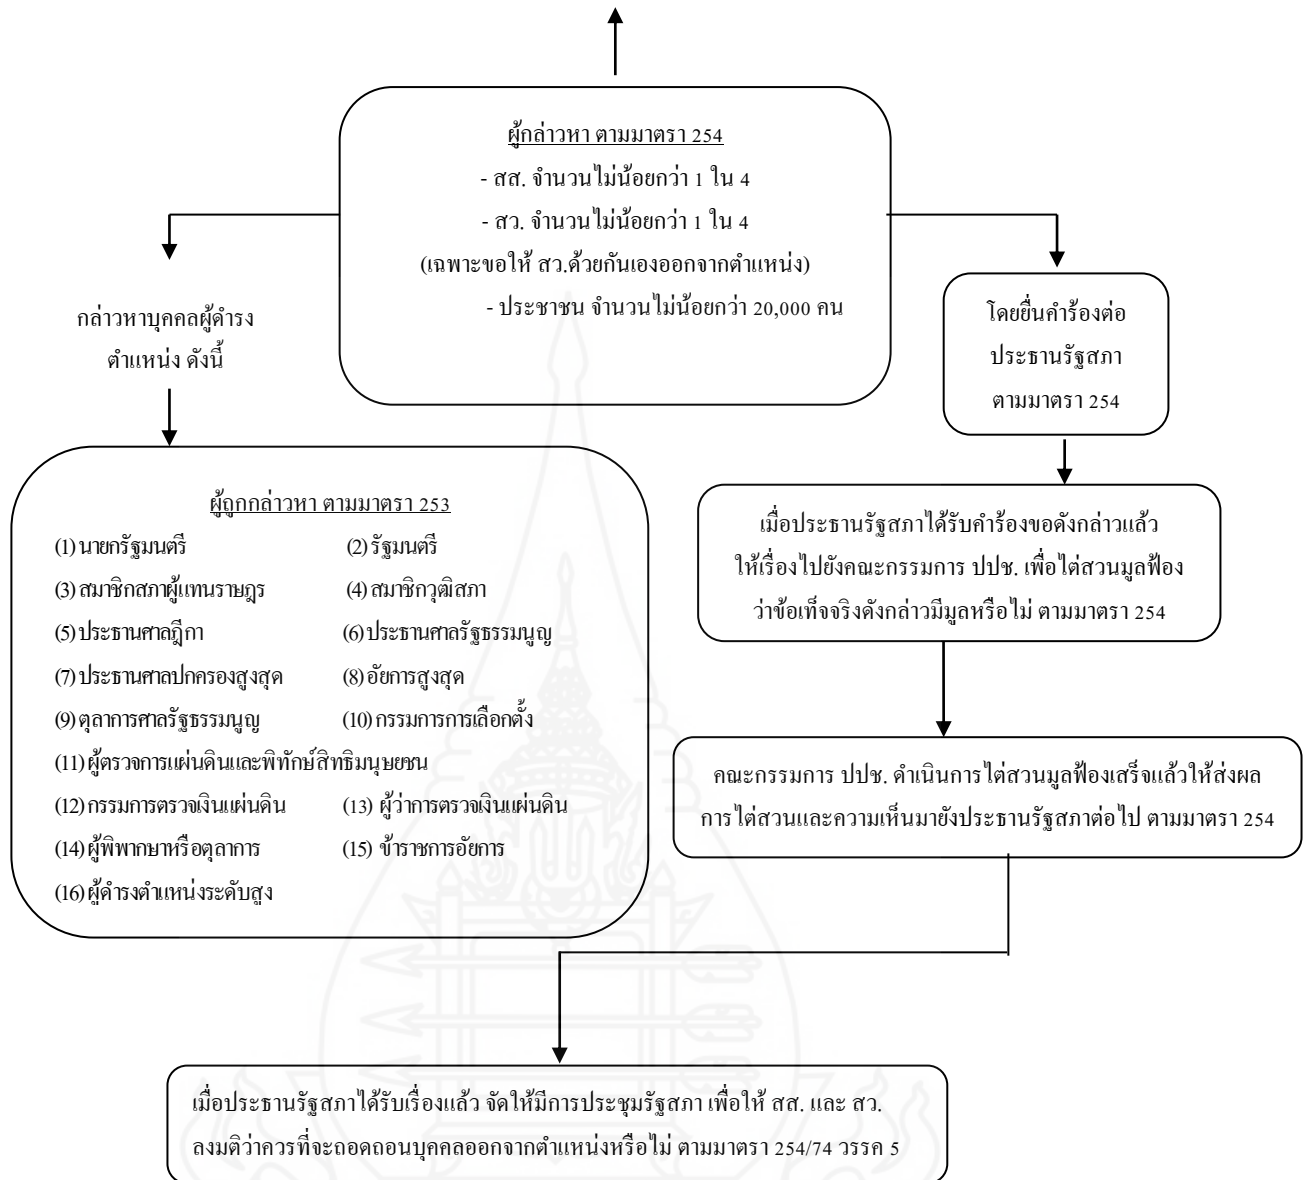 ผู้กล่าวหา ตามมาตรา 254
- สส. จำนวนไม่น้อยกว่า 1 ใน 4
- สว. จำนวนไม่น้อยกว่า 1 ใน 4
(เฉพาะขอให้ สว.ด้วยกันเองออกจากตำแหน่ง)
- ประชาชน จำนวนไม่น้อยกว่า 20,000 คน
กล่าวหาบุคคลผู้ดำรง
ตำแหน่ง ดังนี้
ผู้ถูกกล่าวหา ตามมาตรา 253
(1) นายกรัฐมนตรี (2) รัฐมนตรี
(3) สมาชิกสภาผู้แทนราษฎร (4) สมาชิกวุฒิสภา
(5) ประธานศาลฎีกา (6) ประธานศาลรัฐธรรมนูญ
(7) ประธานศาลปกครองสูงสุด (8) อัยการสูงสุด
(9) ตุลาการศาลรัฐธรรมนูญ (10) กรรมการการเลือกตั้ง
(11) ผู้ตรวจการแผ่นดินและพิทักษ์สิทธิมนุษยชน
(12) กรรมการตรวจเงินแผ่นดิน (13) ผู้ว่าการตรวจเงินแผ่นดิน
(14) ผู้พิพากษาหรือตุลาการ (15) ข้าราชการอัยการ
(16) ผู้ดำรงตำแหน่งระดับสูง
โดยยื่นคำร้องต่อ
ประธานรัฐสภา
ตามมาตรา 254
เมื่อประธานรัฐสภาได้รับคำร้องขอดังกล่าวแล้ว
ให้เรื่องไปยังคณะกรรมการ ปปช. เพื่อไต่สวนมูลฟ้อง
ว่าข้อเท็จจริงดังกล่าวมีมูลหรือไม่ ตามมาตรา 254
คณะกรรมการ ปปช. ดำเนินการไต่สวนมูลฟ้องเสร็จแล้วให้ส่งผล
การไต่สวนและความเห็นมายังประธานรัฐสภาต่อไป ตามมาตรา 254
เมื่อประธานรัฐสภาได้รับเรื่องแล้ว จัดให้มีการประชุมรัฐสภา เพื่อให้ สส. และ สว.
ลงมติว่าควรที่จะถอดถอนบุคคลออกจากตำแหน่งหรือไม่ ตามมาตรา 254/74 วรรค 5